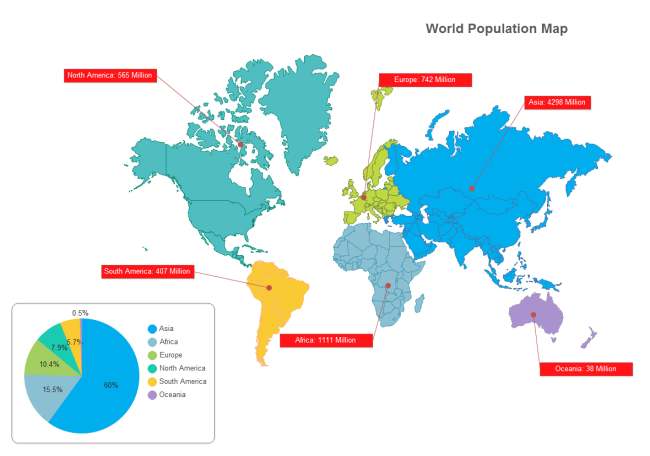 World Population Map
North America: 565 Million
Europe: 742 Million
Asia: 4298 Million
South America: 407 Million
Africa: 1111 Million
Oceania: 38 Million
0.5%
5.7%
7.9%
10.4%
15.5%
60%
Asia
Africa
Europe
North America
South America
Oceania